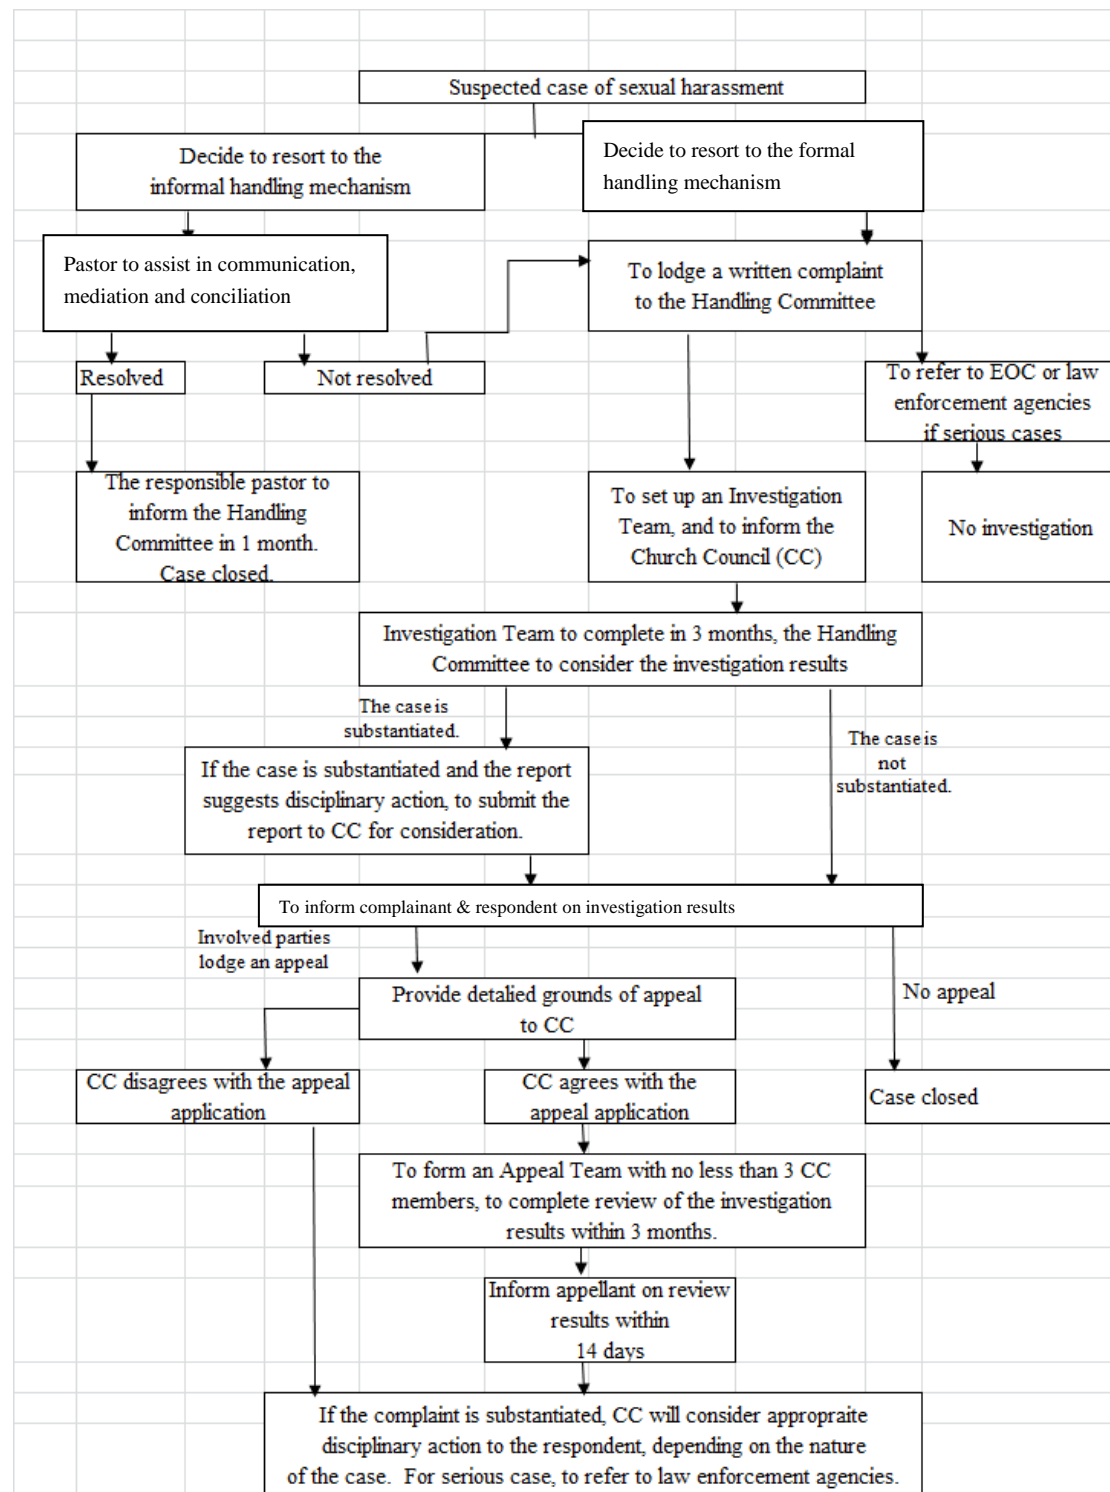 Suspected case of sexual harassment
Decide to resort to the
informal handling mechanism
Decide to resort to the formal
handling mechanism
Pastor to assist in communication,
mediation and conciliation
To lodge a written complaint
to the Handling Committee
Resolved
Not resolved
To refer to EOC or law
enforcement agencies
if serious cases
The responsible pastor to
inform the Handling
Committee in 1 month.
Case closed.
To set up an Investigation
Team, and to inform the
Church Council (CC)
No investigation
Investigation Team to complete in 3 months, the Handling
Committee to consider the investigation results
The case is
substantiated.
The case is
not
substantiated.
If the case is substantiated and the report
suggests disciplinary action, to submit the
report to CC for consideration.
To inform complainant & respondent on investigation results
Involved parties
lodge an appeal
No appeal
Provide detalied grounds of appeal
to CC
CC disagrees with the appeal
application
CC agrees with the
appeal application
Case closed
To form an Appeal Team with no less than 3 CC
members, to complete review of the investigation
results within 3 months.
Inform appellant on review
results within
14 days
If the complaint is substantiated, CC will consider appropraite
disciplinary action to the respondent, depending on the nature
of the case.  For serious case, to refer to law enforcement agencies.